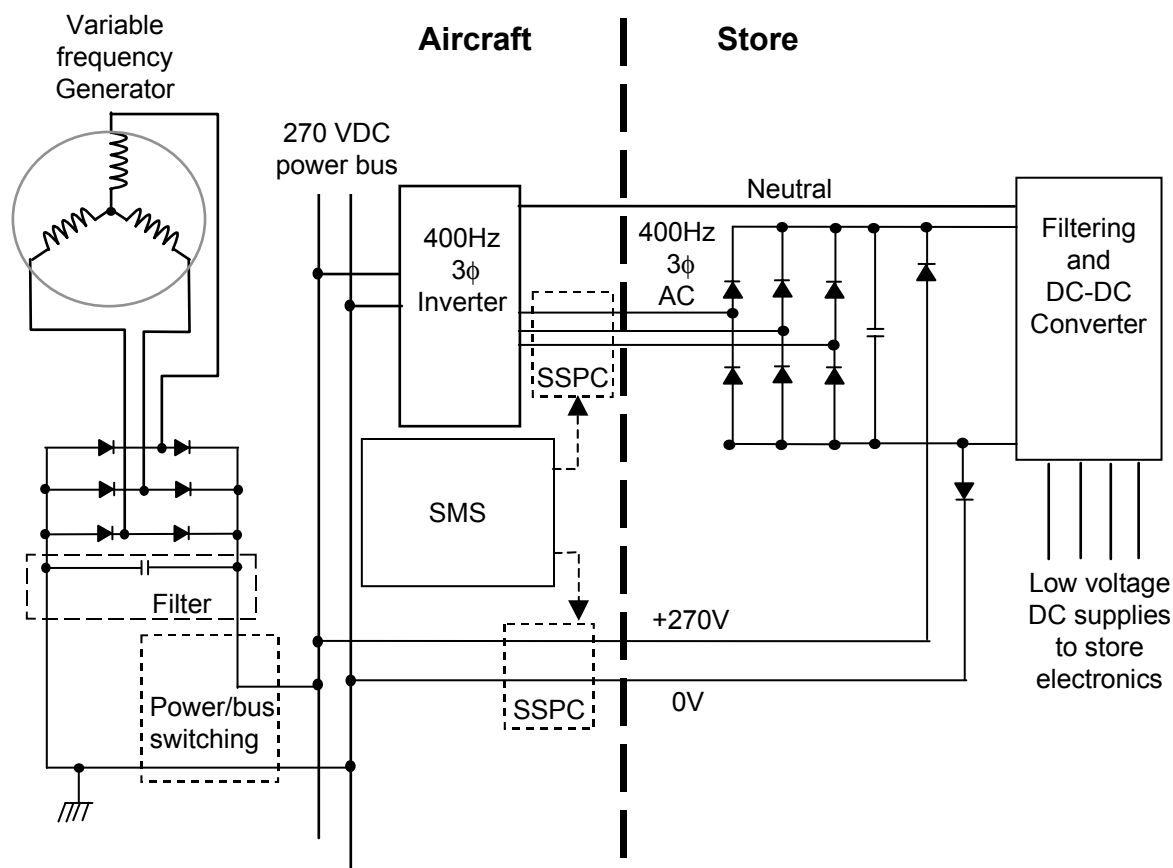 Variable
frequency
Generator
Aircraft
Store
270 VDC
power bus
Neutral
400Hz
3ϕ
Inverter
400Hz
3ϕ
AC
Filtering
and
DC-DC
Converter
SSPC
SMS
Filter
Power/bus
switching
+270V
SSPC
0V
Low voltage
DC supplies
to store
electronics